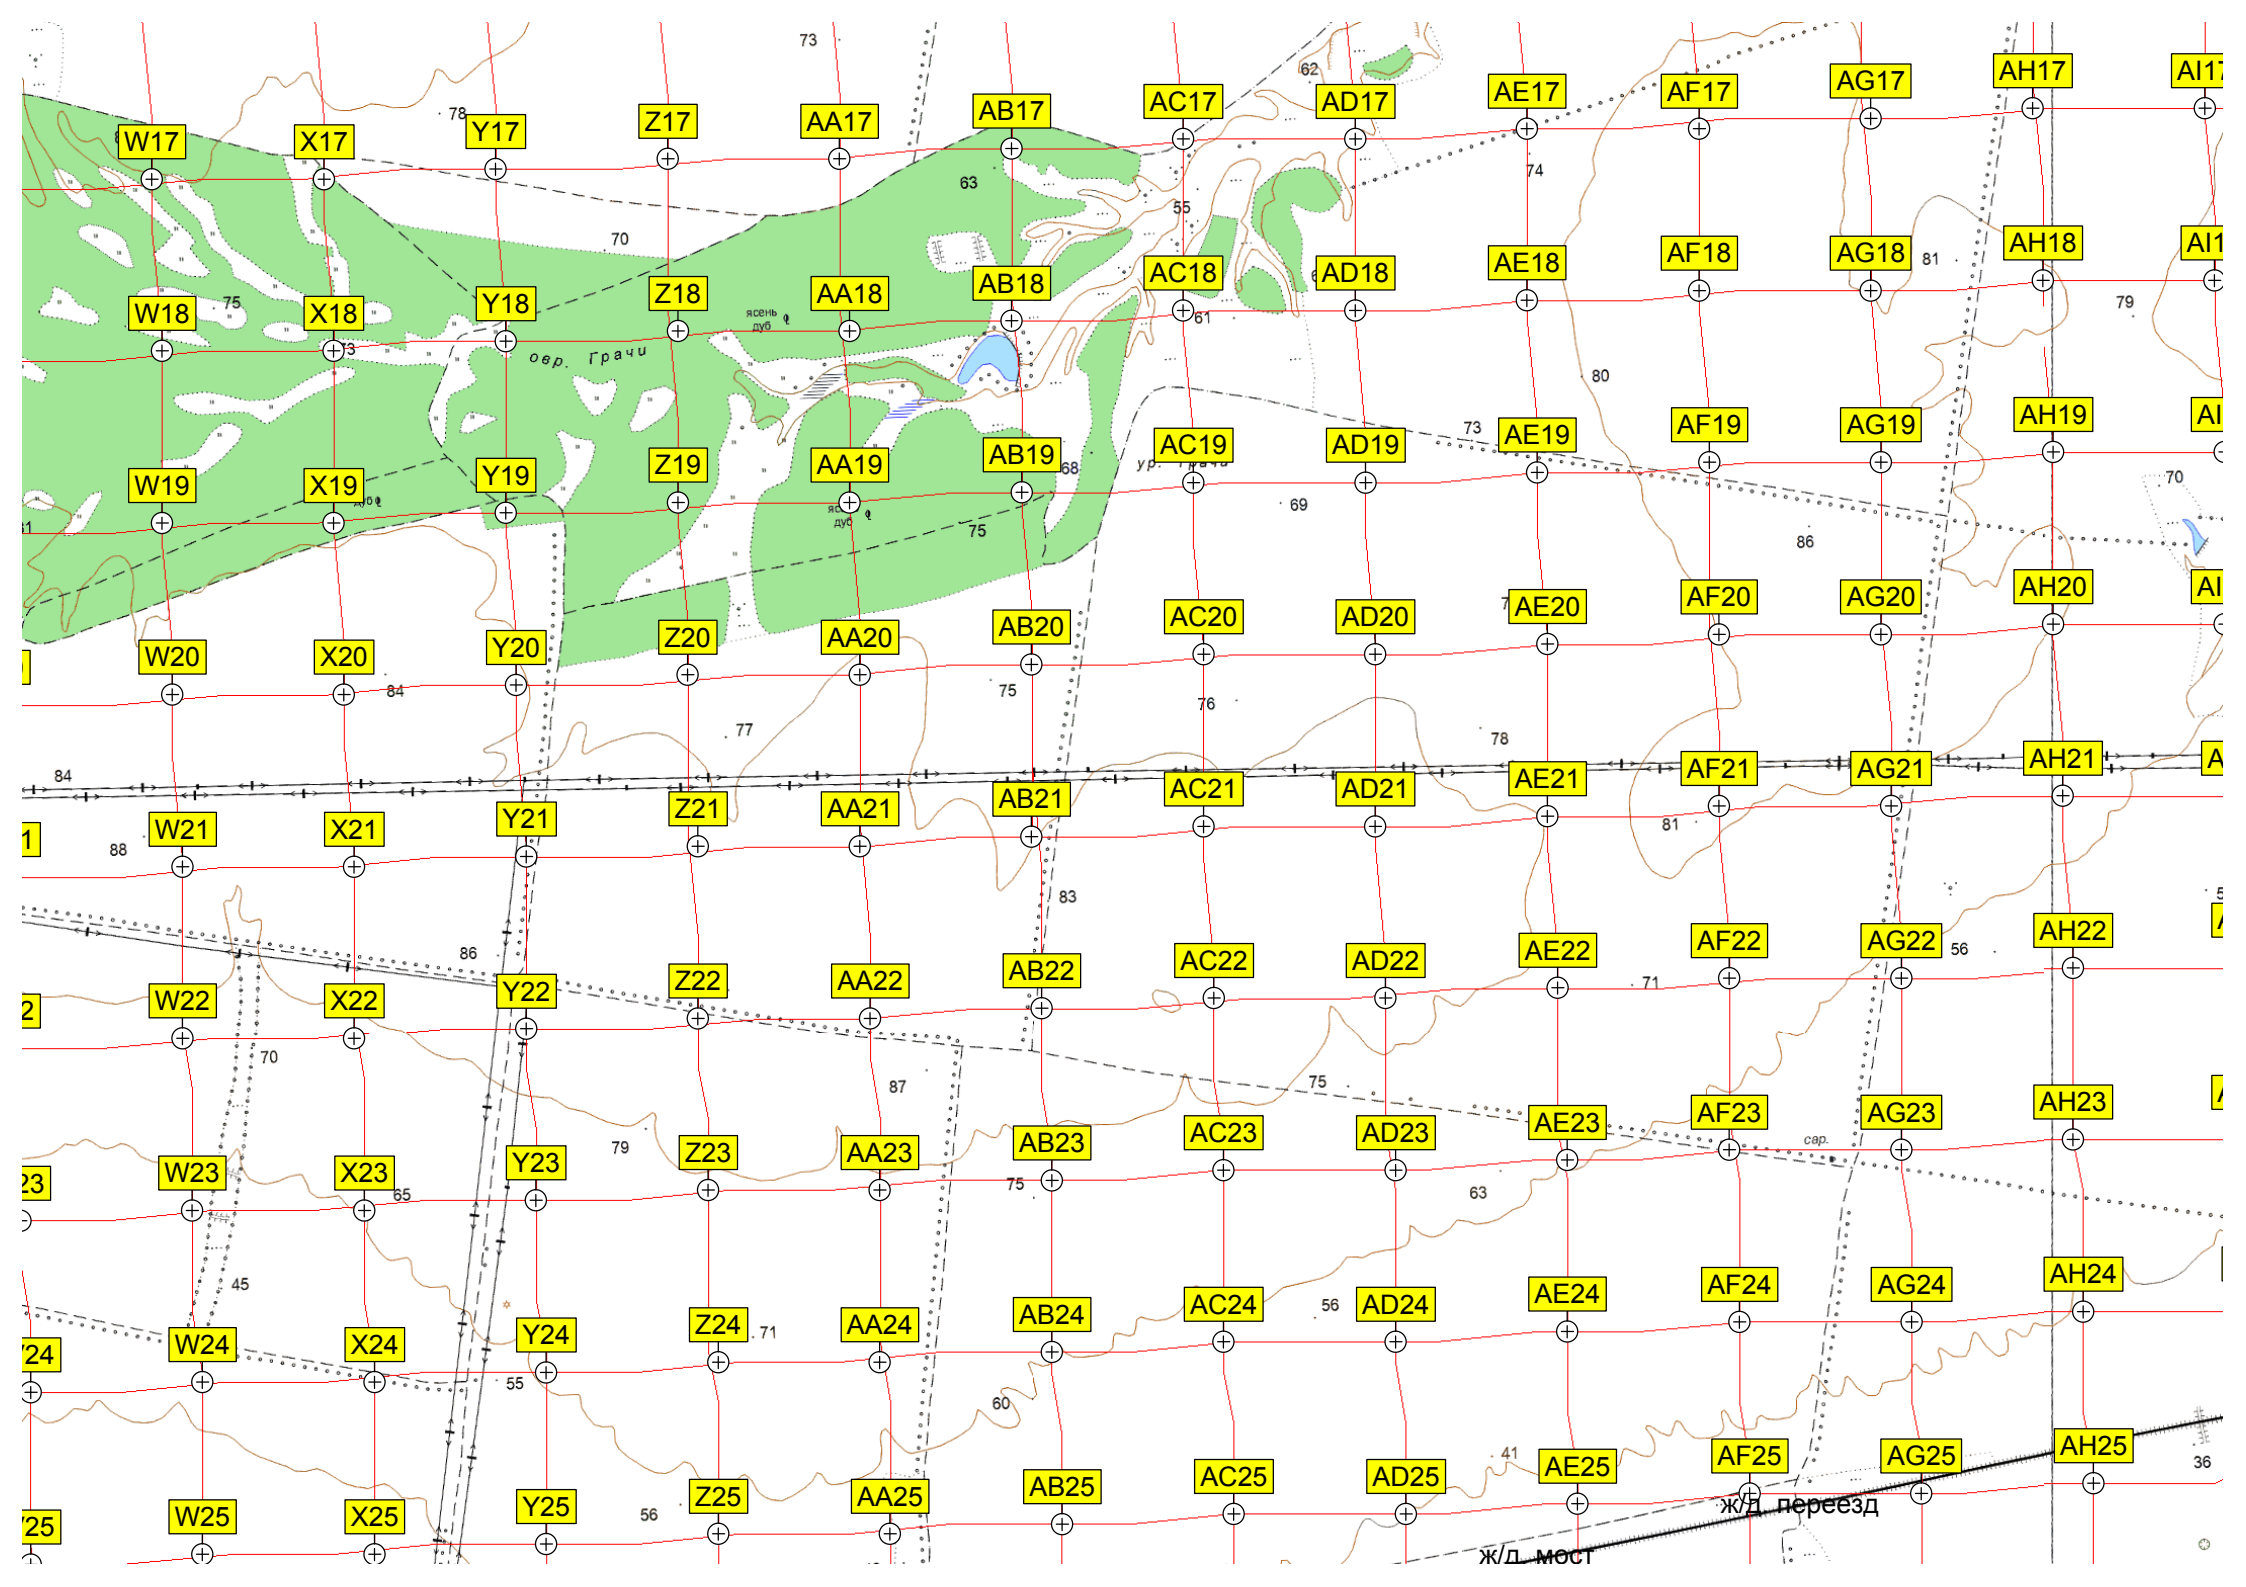 73
62
AI17
AH17
AG17
AF17
AE17
AD17
AC17
AB17
AA17
Z17
78
Y17
X17
W17
63
74
55
70
81
79
AH18
AG18
AF18
AE18
AD18
AC18
AB18
AA18
Z18
Y18
X18
W18
75
61
73
ясень
дуб
овр. Грачи
80
73
AH19
AG19
AF19
AE19
AD19
AC19
AB19
AA19
Z19
Y19
X19
W19
68
70
69
75
86
дуб
дуб
AH20
AG20
AF20
AE20
AD20
AC20
AB20
AA20
Z20
Y20
X20
W20
84
75
76
77
78
84
AH21
AG21
AF21
AE21
AD21
AC21
AB21
AA21
Z21
Y21
X21
W21
88
81
83
86
56
71
AH22
AG22
AF22
AE22
AD22
AC22
AB22
AA22
Z22
Y22
X22
W22
70
87
75
79
AH23
AG23
AF23
AE23
AD23
AC23
AB23
AA23
Z23
Y23
X23
W23
23
сар.
65
75
63
45
56
AH24
AG24
AF24
AE24
AD24
AC24
AB24
AA24
Z24
Y24
X24
W24
24
71
55
60
41
36
AH25
AG25
AF25
AE25
AD25
AC25
AB25
AA25
Z25
Y25
X25
W25
25
56
ж/д. переезд
ж/д. мост